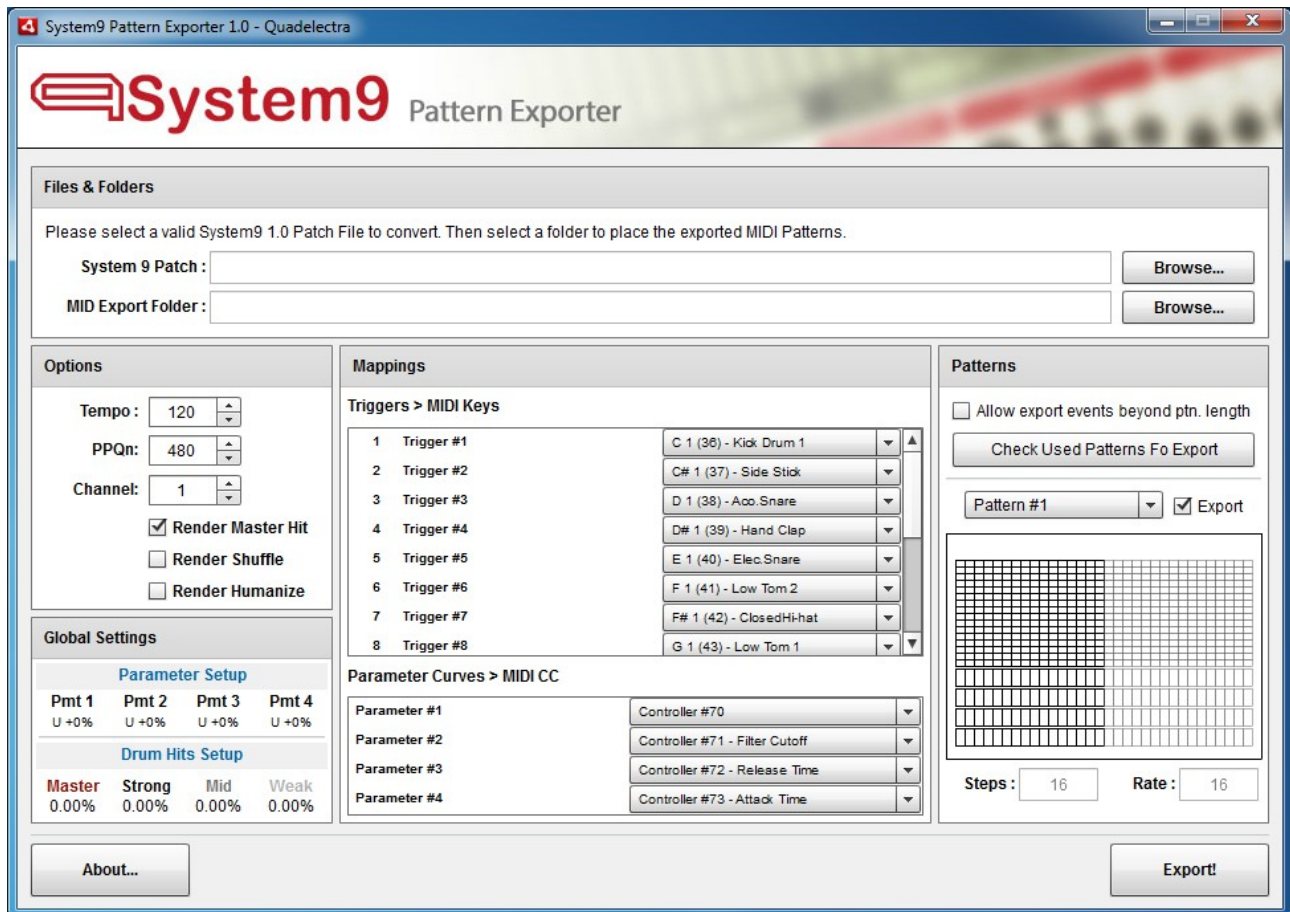 System9 Pattern Exporter 1.0 - Quadelectra
System9 Pattern Exporter
Files & Folders
Please select a valid System9 1.0 Patch File to convert. Then select a folder to place the exported MIDI Patterns.
System 9 Patch : Browse...
MID Export Folder : Browse...
Options
Tempo : 120
PPQn: 480
Channel: 1
Render Master Hit
Render Shuffle
Render Humanize
Global Settings
Parameter Setup
Pmt 1 Pmt 2 Pmt 3 Pmt 4
U +0% U +0% U +0% U +0%
Drum Hits Setup
Master Strong Mid Weak
0.00% 0.00% 0.00% 0.00%
Mappings
Triggers > MIDI Keys
1 Trigger #1 C 1 (36) - Kick Drum 1
2 Trigger #2 C# 1 (37) - Side Stick
3 Trigger #3 D 1 (38) - Aco.Snare
4 Trigger #4 D# 1 (39) - Hand Clap
5 Trigger #5 E 1 (40) - Elec.Snare
6 Trigger #6 F 1 (41) - Low Tom 2
7 Trigger #7 F# 1 (42) - ClosedHi-hat
8 Trigger #8 G 1 (43) - Low Tom 1
Parameter Curves > MIDI CC
Parameter #1 Controller #70
Parameter #2 Controller #71 - Filter Cutoff
Parameter #3 Controller #72 - Release Time
Parameter #4 Controller #73 - Attack Time
Patterns
Allow export events beyond ptn. length
Check Used Patterns Fo Export
Pattern #1 Export
Steps : 16 Rate : 16
About... Export!